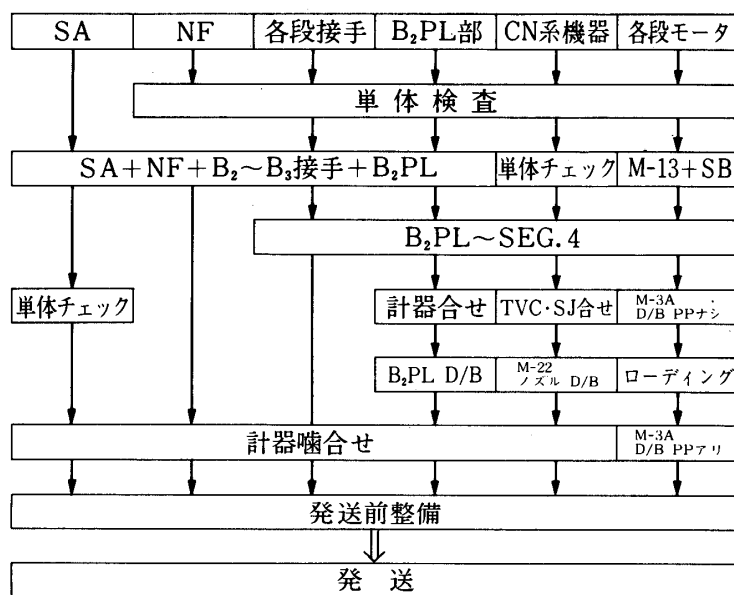 SA NF 各段接手 B₂PL部 CN系機器 各段モータ
単体検査
SA+NF+B₂～B₃接手+B₂PL 単体チェック M-13+SB
B₂PL～SEG.4
単体チェック 計器合せ TVC・SJ合せ M-3A
D/B PPナシ
B₂PL D/B M-22 ローディング
ノズル D/B
計器噛合せ M-3A
D/B PPアリ
発送前整備
発送